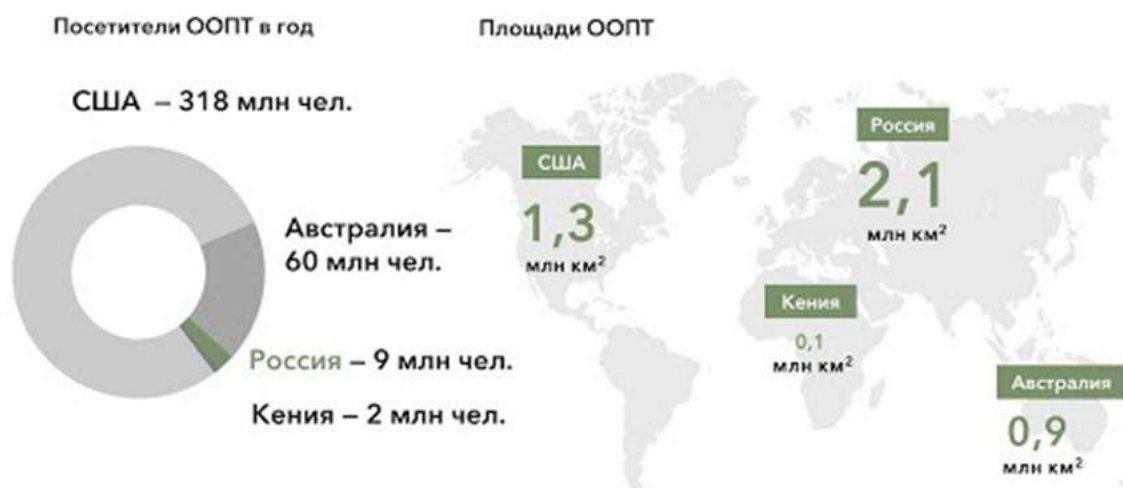 Посетители ООПТ в год
США – 318 млн чел.
Австралия –
60 млн чел.
Россия – 9 млн чел.
Кения – 2 млн чел.
Площади ООПТ
США
1,3
млн км²
Россия
2,1
млн км²
Кения
0,1
млн км²
Австралия
0,9
млн км²